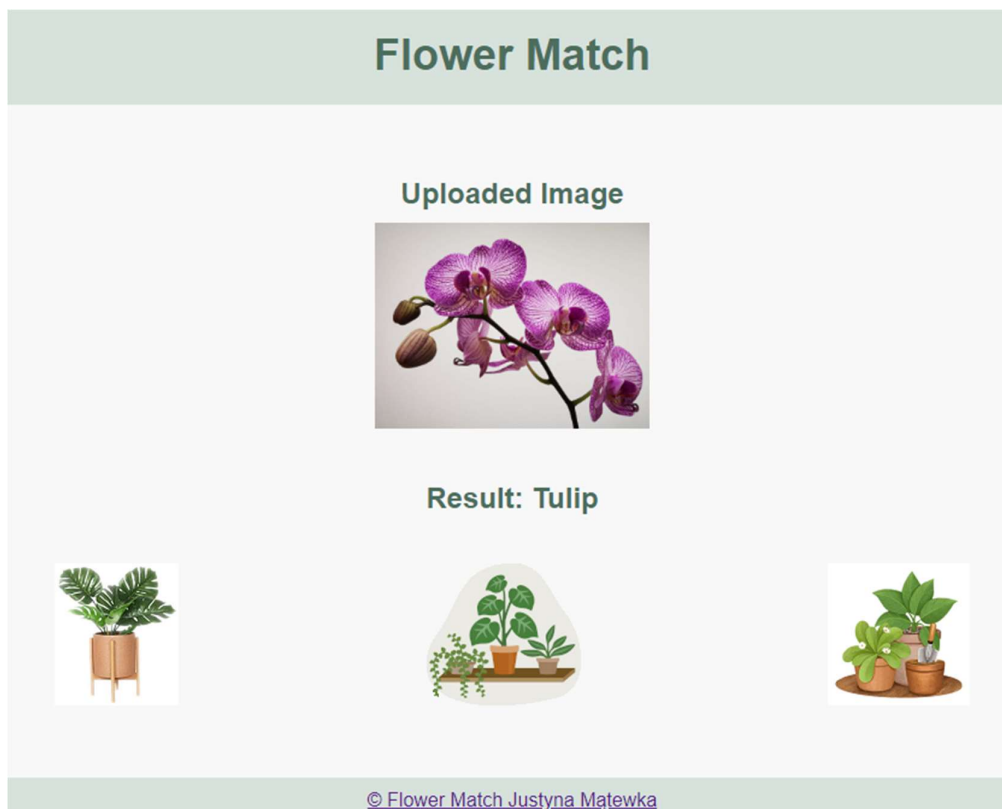 Flower Match
Uploaded Image
Result: Tulip
© Flower Match Justyna Mątewka